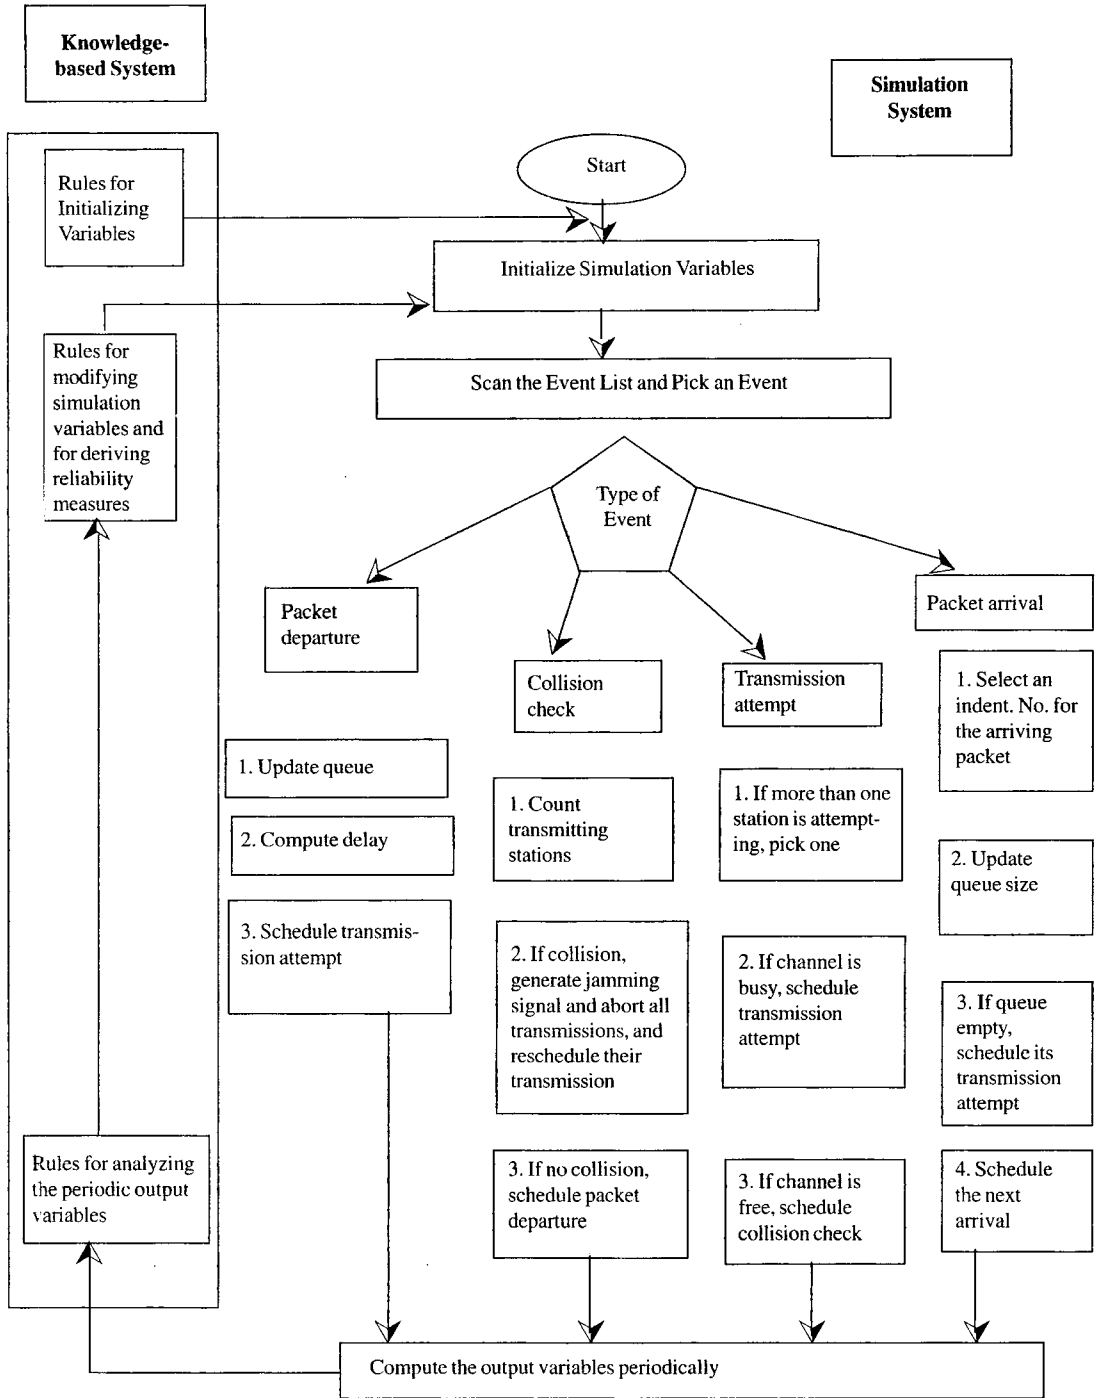 Knowledge-
based System
Simulation
System
Rules for
Initializing
Variables
Start
Initialize Simulation Variables
Rules for
modifying
simulation
variables and
for deriving
reliability
measures
Scan the Event List and Pick an Event
Type of
Event
Packet
departure
Collision
check
Transmission
attempt
Packet arrival
1. Update queue
2. Compute delay
3. Schedule transmis-
sion attempt
1. Count
transmitting
stations
2. If collision,
generate jamming
signal and abort all
transmissions, and
reschedule their
transmission
3. If no collision,
schedule packet
departure
1. If more than one
station is attempt-
ing, pick one
2. If channel is
busy, schedule
transmission
attempt
3. If channel is
free, schedule
collision check
1. Select an
indent. No. for
the arriving
packet
2. Update
queue size
3. If queue
empty,
schedule its
transmission
attempt
4. Schedule
the next
arrival
Rules for analyzing
the periodic output
variables
Compute the output variables periodically